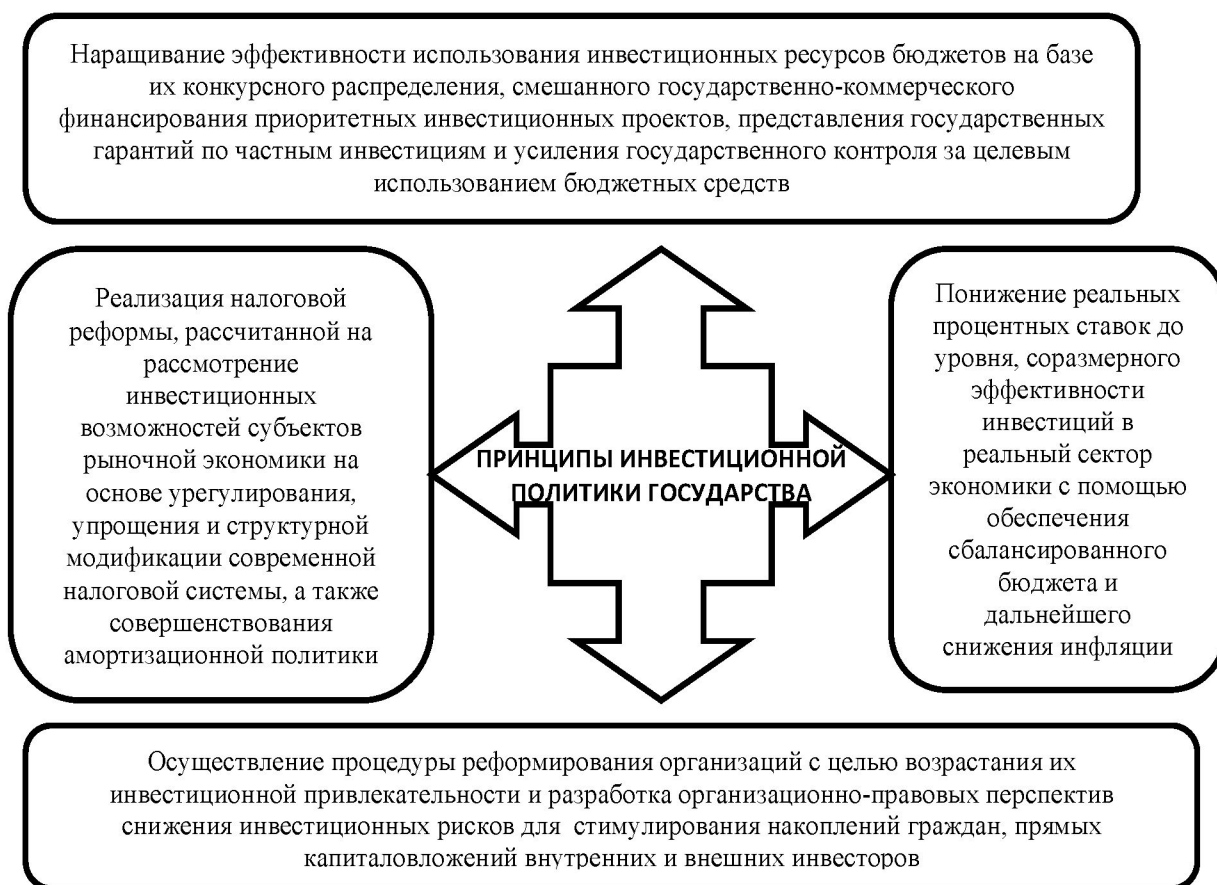 Наращивание эффективности использования инвестиционных ресурсов бюджетов на базе
их конкурсного распределения, смешанного государственно-коммерческого
финансирования приоритетных инвестиционных проектов, представления государственных
гарантий по частным инвестициям и усиления государственного контроля за целевым
использованием бюджетных средств
Реализация налоговой
реформы, рассчитанной на
рассмотрение
инвестиционных
возможностей субъектов
рыночной экономики на
основе урегулирования,
упрощения и структурной
модификации современной
налоговой системы, а также
совершенствования
амортизационной политики
ПРИНЦИПЫ ИНВЕСТИЦИОННОЙ
ПОЛИТИКИ ГОСУДАРСТВА
Понижение реальных
процентных ставок до
уровня, соразмерного
эффективности
инвестиций в
реальный сектор
экономики с помощью
обеспечения
сбалансированного
бюджета и
дальнейшего
снижения инфляции
Осуществление процедуры реформирования организаций с целью возрастания их
инвестиционной привлекательности и разработка организационно-правовых перспектив
снижения инвестиционных рисков для стимулирования накоплений граждан, прямых
капиталовложений внутренних и внешних инвесторов